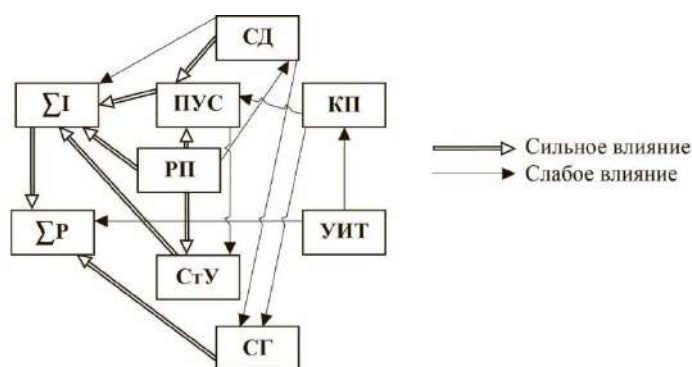 СД
∑I
ПУС
КП
РП
Сильное влияние
Слабое влияние
∑P
УИТ
СтУ
СГ